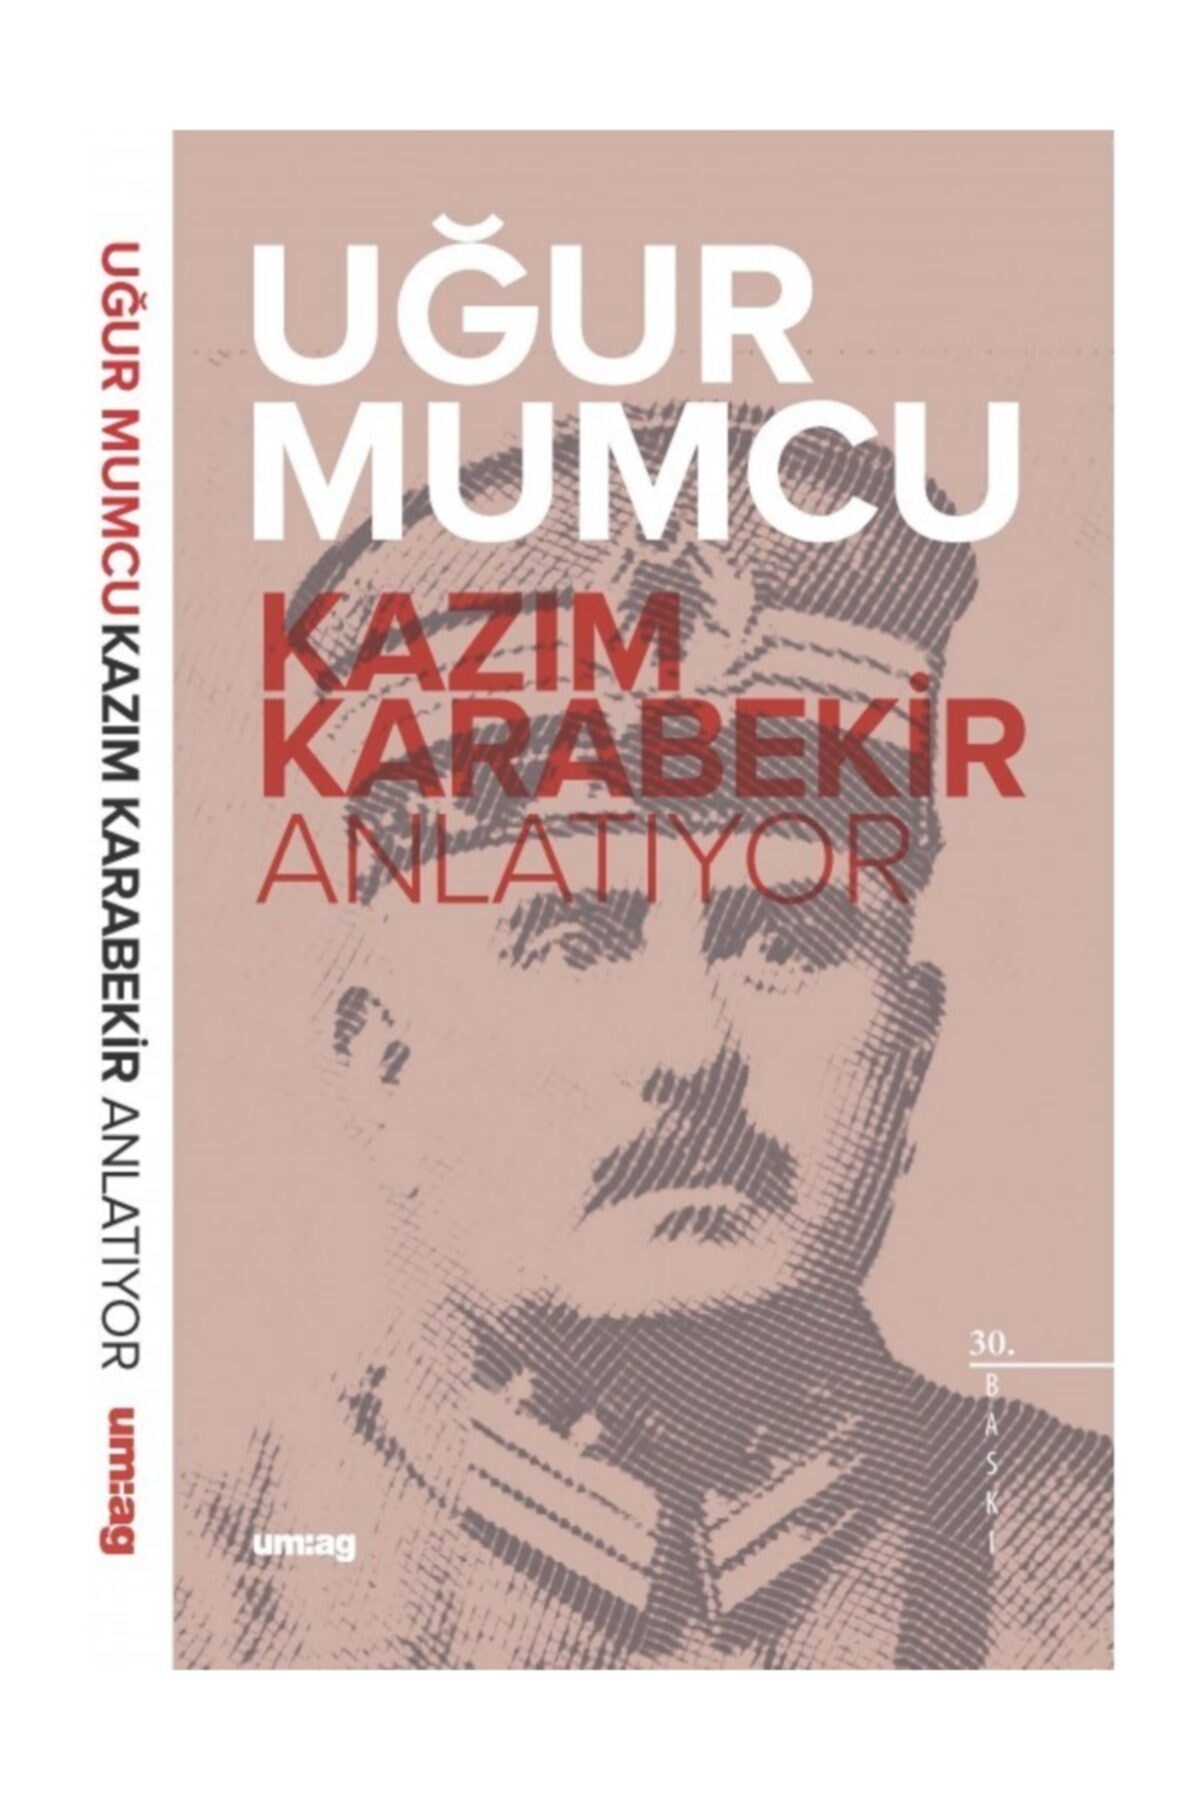 UĞUR MUMCU KAZIM KARABEKİR ANLATIYOR um:ag
UĞUR
MUMCU
KAZIM
KARABEKİR
ANLATIYOR
30.
BASKI
um:ag